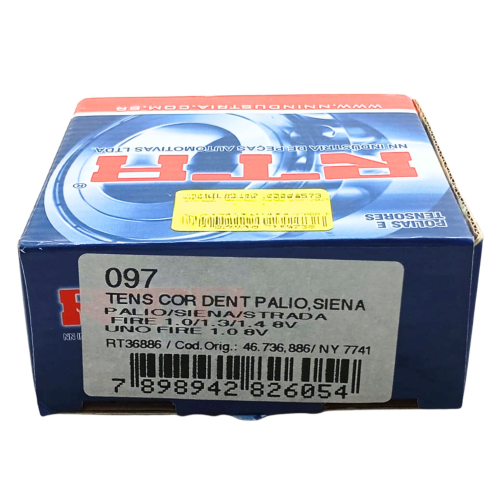 WWW.NNINDUSTRIA.COM.BR
NTR
®
NN INDUSTRIA DE PEÇAS AUTOMOTIVAS LTDA
POLIAS E
TENSORES
097
TENS COR DENT PALIO,SIENA
PALIO/SIENA/STRADA
FIRE 1.0/1.3/1.4 8V
UNO FIRE 1.0 8V
RT36886 / Cod.Orig.: 46.736,886/ NY 7741
7 898942 826054